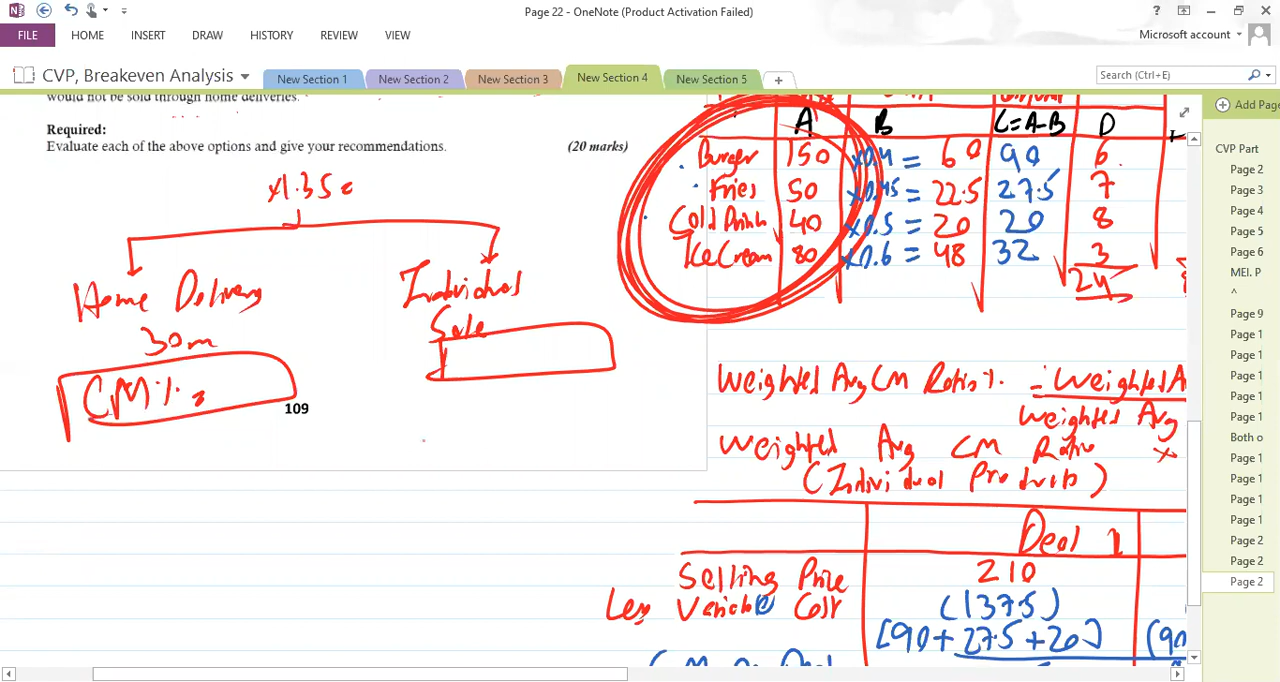 Page 22 - OneNote (Product Activation Failed)
FILE HOME INSERT DRAW HISTORY REVIEW VIEW
Microsoft account
CVP, Breakeven Analysis
New Section 1
New Section 2
New Section 3
New Section 4
New Section 5
Search (Ctrl+E)
would not be sold through home deliveries.
Required:
Evaluate each of the above options and give your recommendations. (20 marks)
Home Delivery
30m
CM%
109
Individual
Sale
A B C=A-B D
Burger 150 x0.4 = 60 90 6
Fries 50 x0.45 = 22.5 27.5 7
Cold Drink 40 x0.5 = 20 20 8
Ice Cream 80 x0.6 = 48 32 3
24
Weighted Avg CM Ratio % = Weighted A
Weighted Avg
Weighted Avg CM Ratio x
(Individual Products)
Deal 1
Selling Price 210
Less Variable Cost (137.5)
[90+27.5+20] (90
Add Page
CVP Part
Page 2
Page 3
Page 4
Page 5
Page 6
MEI. P
^
Page 9
Page 1
Page 1
Page 1
Page 1
Page 1
Both o
Page 1
Page 1
Page 1
Page 1
Page 2
Page 2
Page 2